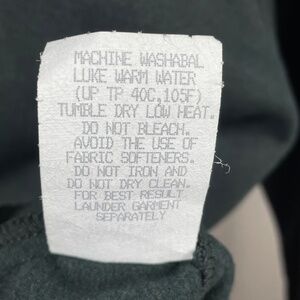 MACHINE WASHABAL
LUKE WARM WATER
(UP TP 40C,105F)
TUMBLE DRY LOW HEAT.
DO NOT BLEACH.
AVOID THE USE OF
FABRIC SOFTENERS.
DO NOT IRON AND
DO NOT DRY CLEAN.
FOR BEST RESULT
LAUNDER GARMENT
SEPARATELY